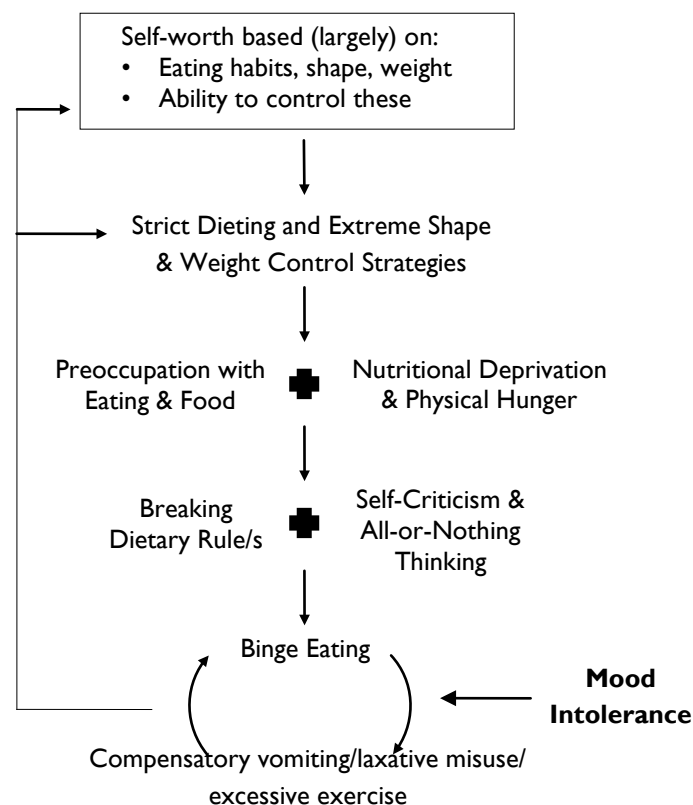 Self-worth based (largely) on:
• Eating habits, shape, weight
• Ability to control these
Strict Dieting and Extreme Shape
& Weight Control Strategies
Preoccupation with
Eating & Food
Nutritional Deprivation
& Physical Hunger
Breaking
Dietary Rule/s
Self-Criticism &
All-or-Nothing
Thinking
Binge Eating
Mood
Intolerance
Compensatory vomiting/laxative misuse/
excessive exercise